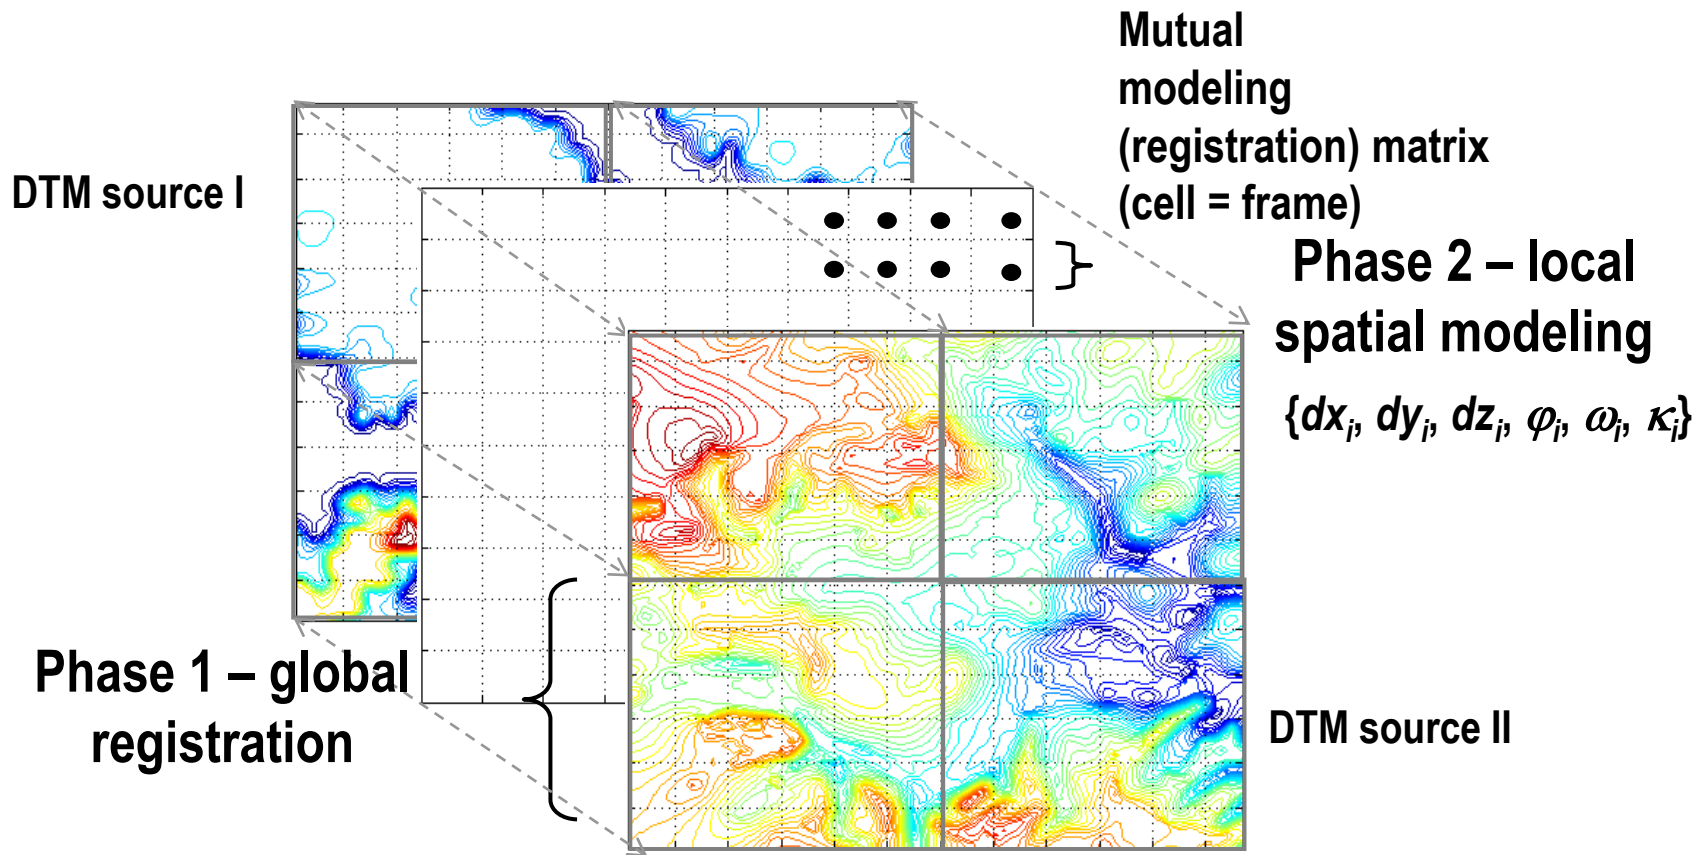 Mutual
modeling
(registration) matrix
(cell = frame)
DTM source I
Phase 2 – local
spatial modeling
{dxᵢ, dyᵢ, dzᵢ, φᵢ, ωᵢ, κᵢ}
Phase 1 – global
registration
DTM source II